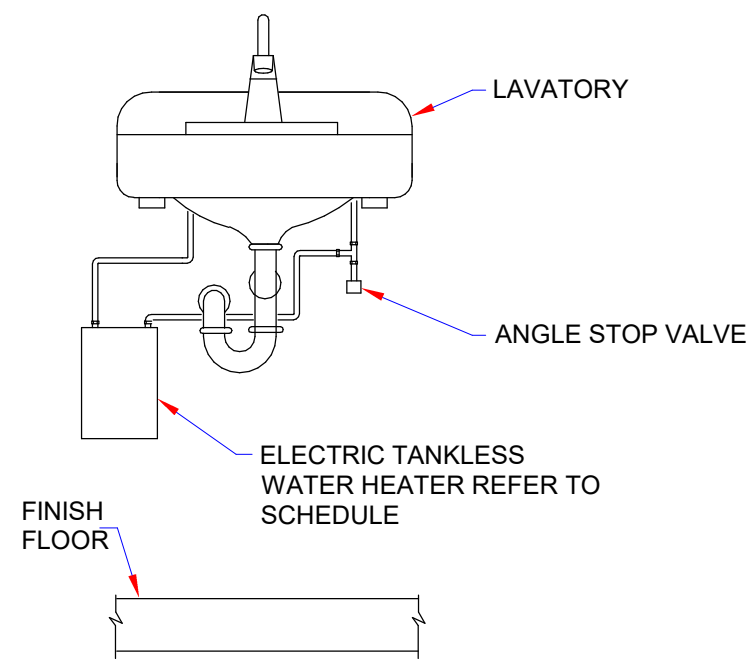 LAVATORY
ANGLE STOP VALVE
ELECTRIC TANKLESS
WATER HEATER REFER TO
SCHEDULE
FINISH
FLOOR